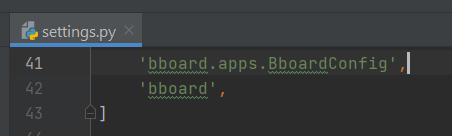 settings.py
41 'bboard.apps.BboardConfig',
42 'bboard',
43 ]